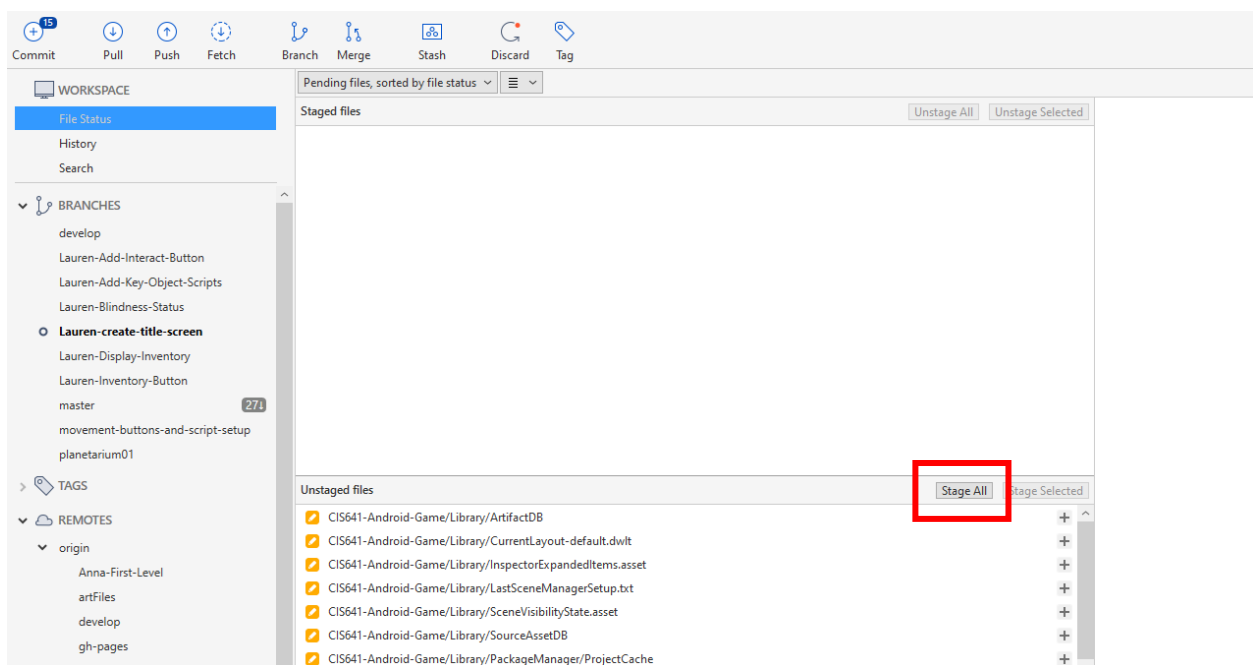 15
Commit Pull Push Fetch Branch Merge Stash Discard Tag
WORKSPACE
File Status
History
Search
BRANCHES
develop
Lauren-Add-Interact-Button
Lauren-Add-Key-Object-Scripts
Lauren-Blindness-Status
Lauren-create-title-screen
Lauren-Display-Inventory
Lauren-Inventory-Button
master 27↓
movement-buttons-and-script-setup
planetarium01
TAGS
REMOTES
origin
Anna-First-Level
artFiles
develop
gh-pages
Pending files, sorted by file status
Staged files Unstage All Unstage Selected
Unstaged files Stage All Stage Selected
CIS641-Android-Game/Library/ArtifactDB
CIS641-Android-Game/Library/CurrentLayout-default.dwlt
CIS641-Android-Game/Library/InspectorExpandedItems.asset
CIS641-Android-Game/Library/LastSceneManagerSetup.txt
CIS641-Android-Game/Library/SceneVisibilityState.asset
CIS641-Android-Game/Library/SourceAssetDB
CIS641-Android-Game/Library/PackageManager/ProjectCache